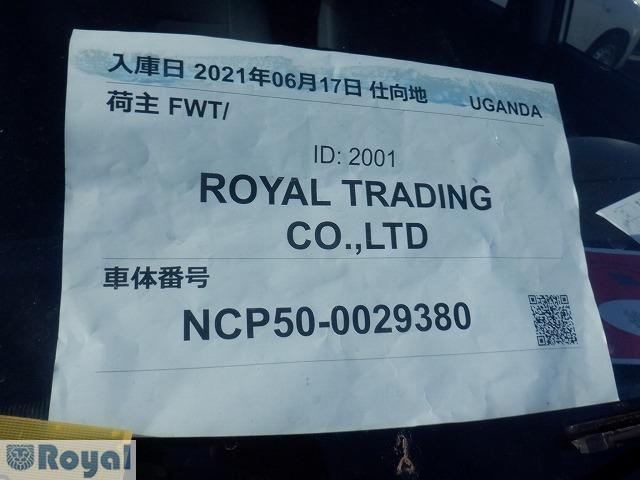 入庫日 2021年06月17日 仕向地 UGANDA
荷主 FWT/
ID: 2001
ROYAL TRADING
CO.,LTD
車体番号
NCP50-0029380
Royal